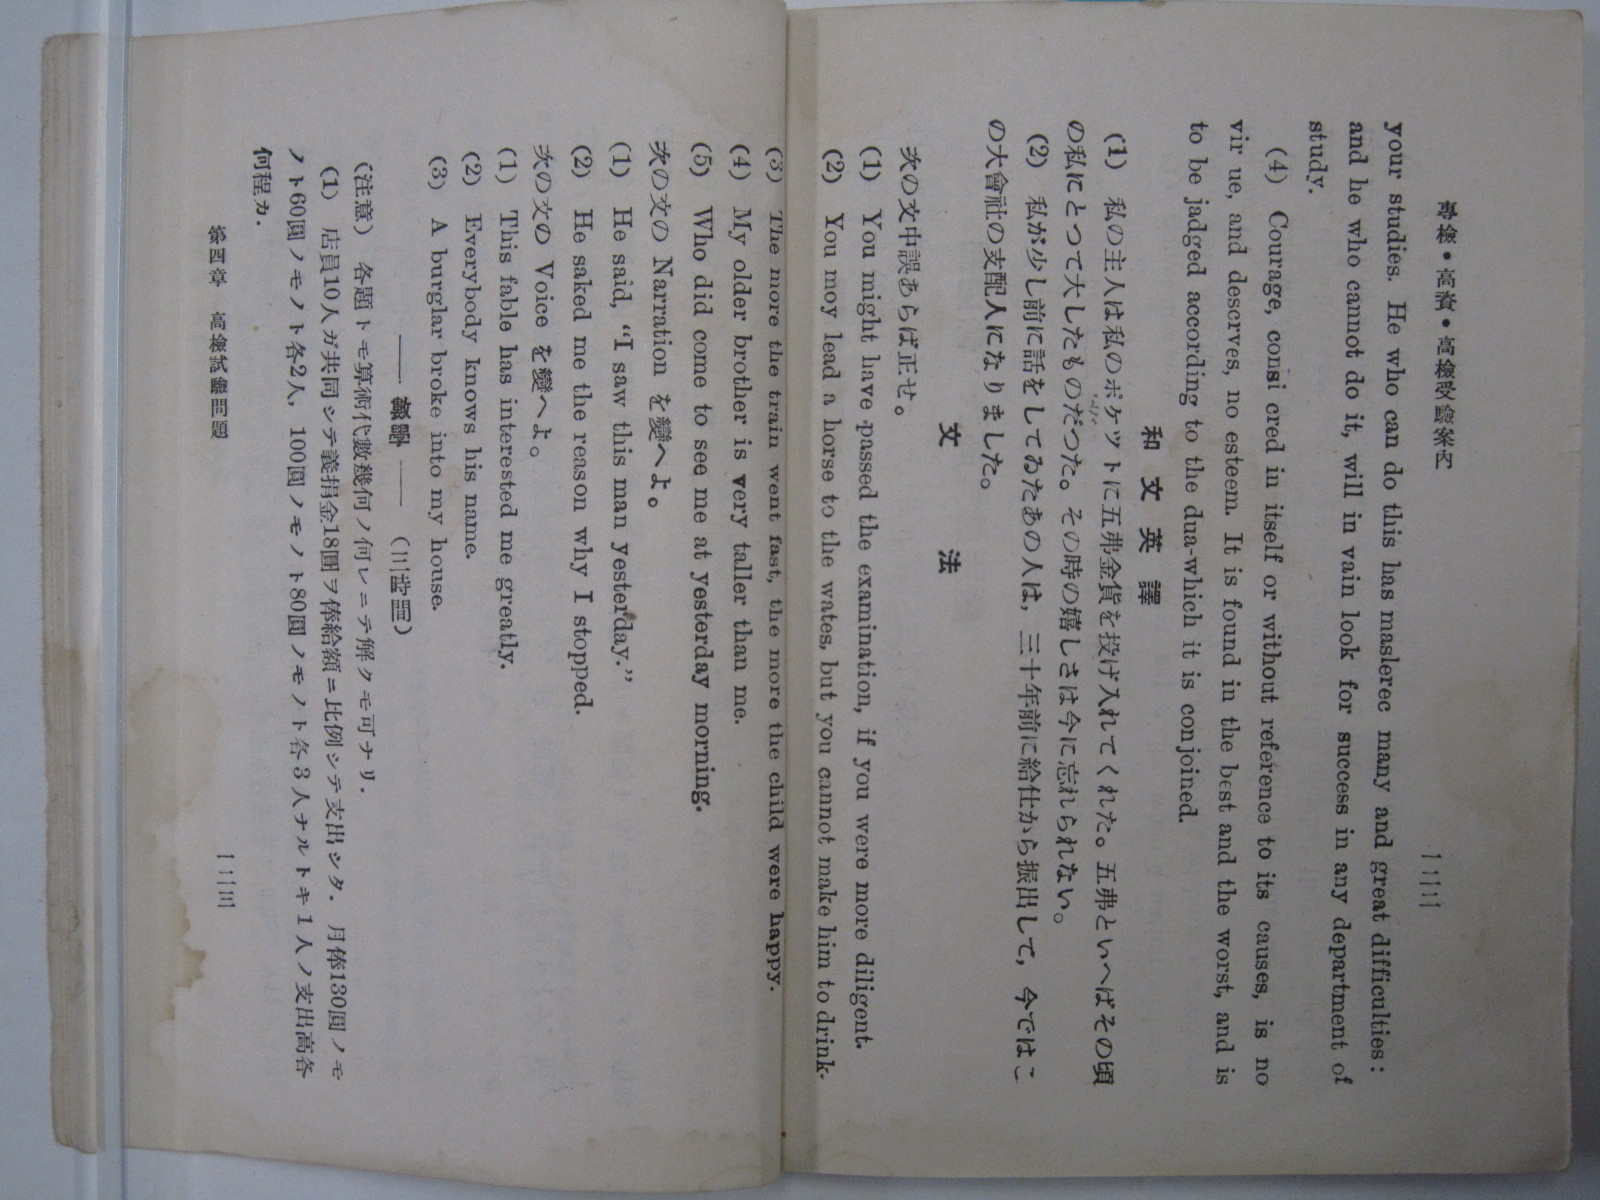 專檢・高資・高檢受驗案内
二二二
your studies. He who can do this has maslerec many and great difficulties :
and he who cannot do it, will in vain look for success in any department of
study.
(4) Courage, consi cred in itself or without reference to its causes, is no
vir ue, and descrves, no esteem. It is found in the best and the worst, and is
to be jadged according to the dua-which it is conjoined.
和文英譯
(1) 私の主人は私のポケツトに五弗金貨を投げ入れてくれた。五弗といへばその頃
の私にとつて大したものだつた。その時の嬉しさは今に忘れられない。
(2) 私が少し前に話をしてゐたあの人は, 三十年前に給仕から振出して, 今ではこ
の大會社の支配人になりました。
文法
次の文中誤あらば正せ。
(1) You might have passed the examination, if you were more diligent.
(2) You moy lead a horse to the wates, but you cannot make him to drink.
(3) The more the train went fast, the more the child were happy.
(4) My older brother is very taller than me.
(5) Who did come to see me at yesterday morning.
次の文の Narration を變へよ。
(1) He said, “I saw this man yesterday.”
(2) He saked me the reason why I stopped.
次の文の Voice を變へよ。
(1) This fable has interested me greatly.
(2) Everybody knows his name.
(3) A burglar broke into my house.
數學 (二時間)
(注意) 各題トモ算術代數幾何ノ何レニテ解クモ可ナリ.
(1) 店員10人ガ共同シテ義捐金18圓ヲ俸給額ニ比例シテ支出シタ. 月俸130圓ノモ
ノト60圓ノモノト各2人, 100圓ノモノト80圓ノモノト各3人ナルトキ1人ノ支出高各
何程カ.
第四章 高檢試驗問題
二二三